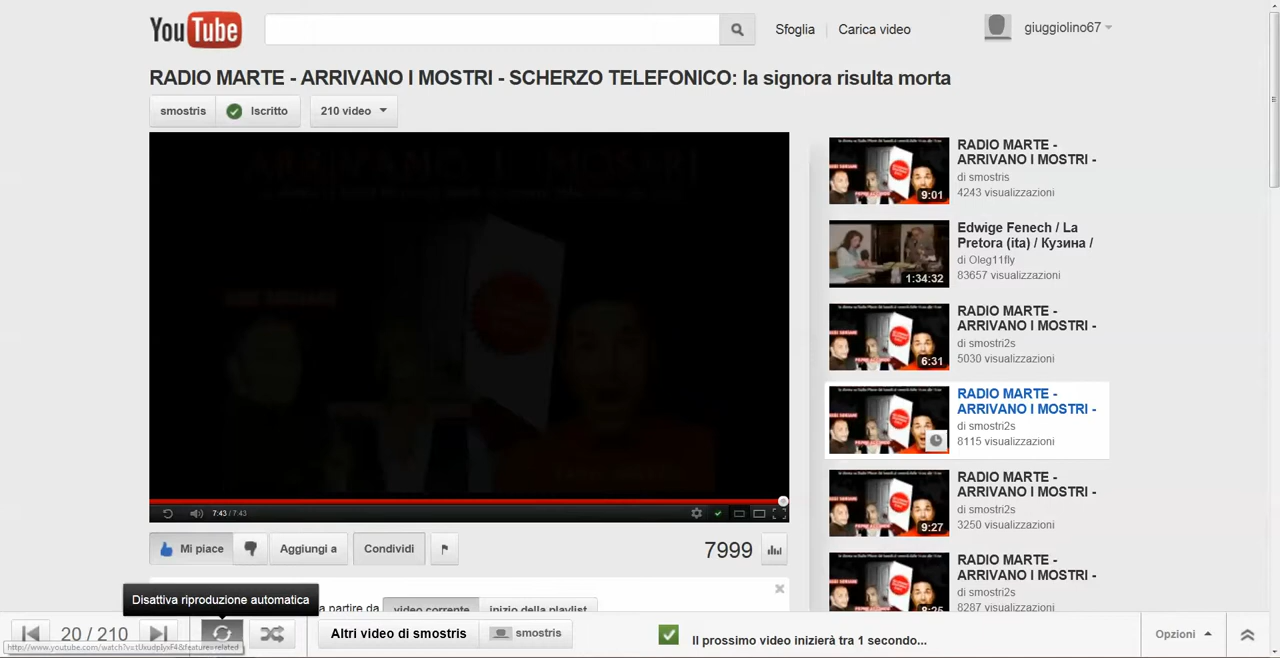 YouTube
Sfoglia
Carica video
giuggiolino67
RADIO MARTE - ARRIVANO I MOSTRI - SCHERZO TELEFONICO: la signora risulta morta
smostris
Iscritto
210 video
ARRIVANO I MOSTRI
7:43 / 7:43
RADIO MARTE -
ARRIVANO I MOSTRI -
di smostris
4243 visualizzazioni
9:01
Edwige Fenech / La
Pretora (ita) / Кузина /
di Oleg11fly
83657 visualizzazioni
1:34:32
RADIO MARTE -
ARRIVANO I MOSTRI -
di smostri2s
5030 visualizzazioni
6:31
RADIO MARTE -
ARRIVANO I MOSTRI -
di smostri2s
8115 visualizzazioni
RADIO MARTE -
ARRIVANO I MOSTRI -
di smostri2s
3250 visualizzazioni
9:27
RADIO MARTE -
ARRIVANO I MOSTRI -
di smostri2s
8287 visualizzazioni
8:25
Mi piace
Aggiungi a
Condividi
7999
Disattiva riproduzione automatica
a partire da
video corrente
inizio della playlist
20 / 210
Altri video di smostris
smostris
Il prossimo video inizierà tra 1 secondo...
Opzioni